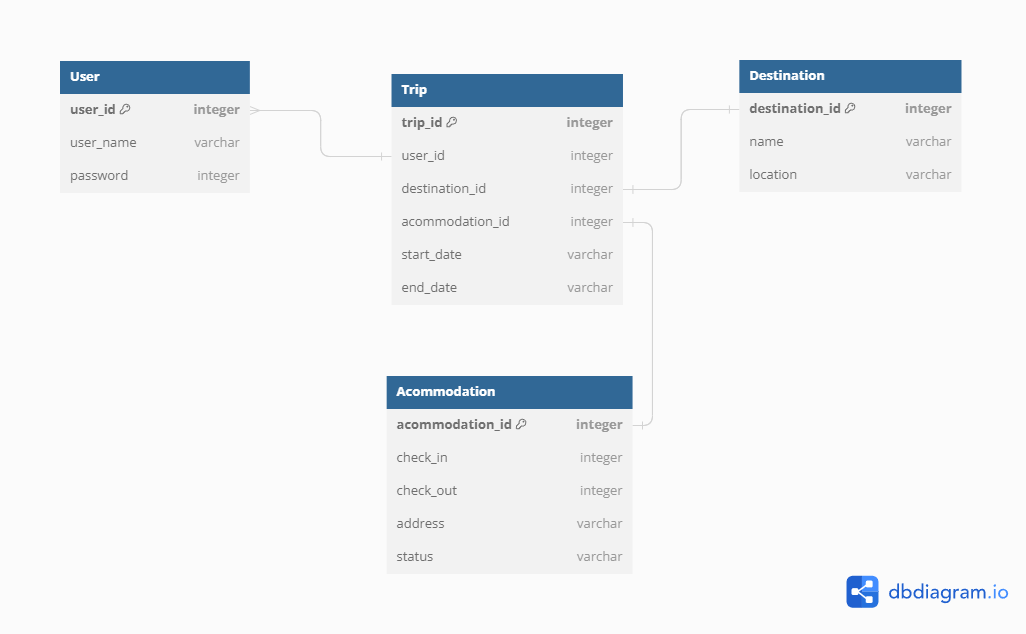 User
user_id integer
user_name varchar
password integer
Trip
trip_id integer
user_id integer
destination_id integer
acommodation_id integer
start_date varchar
end_date varchar
Destination
destination_id integer
name varchar
location varchar
Acommodation
acommodation_id integer
check_in integer
check_out integer
address varchar
status varchar
dbdiagram.io